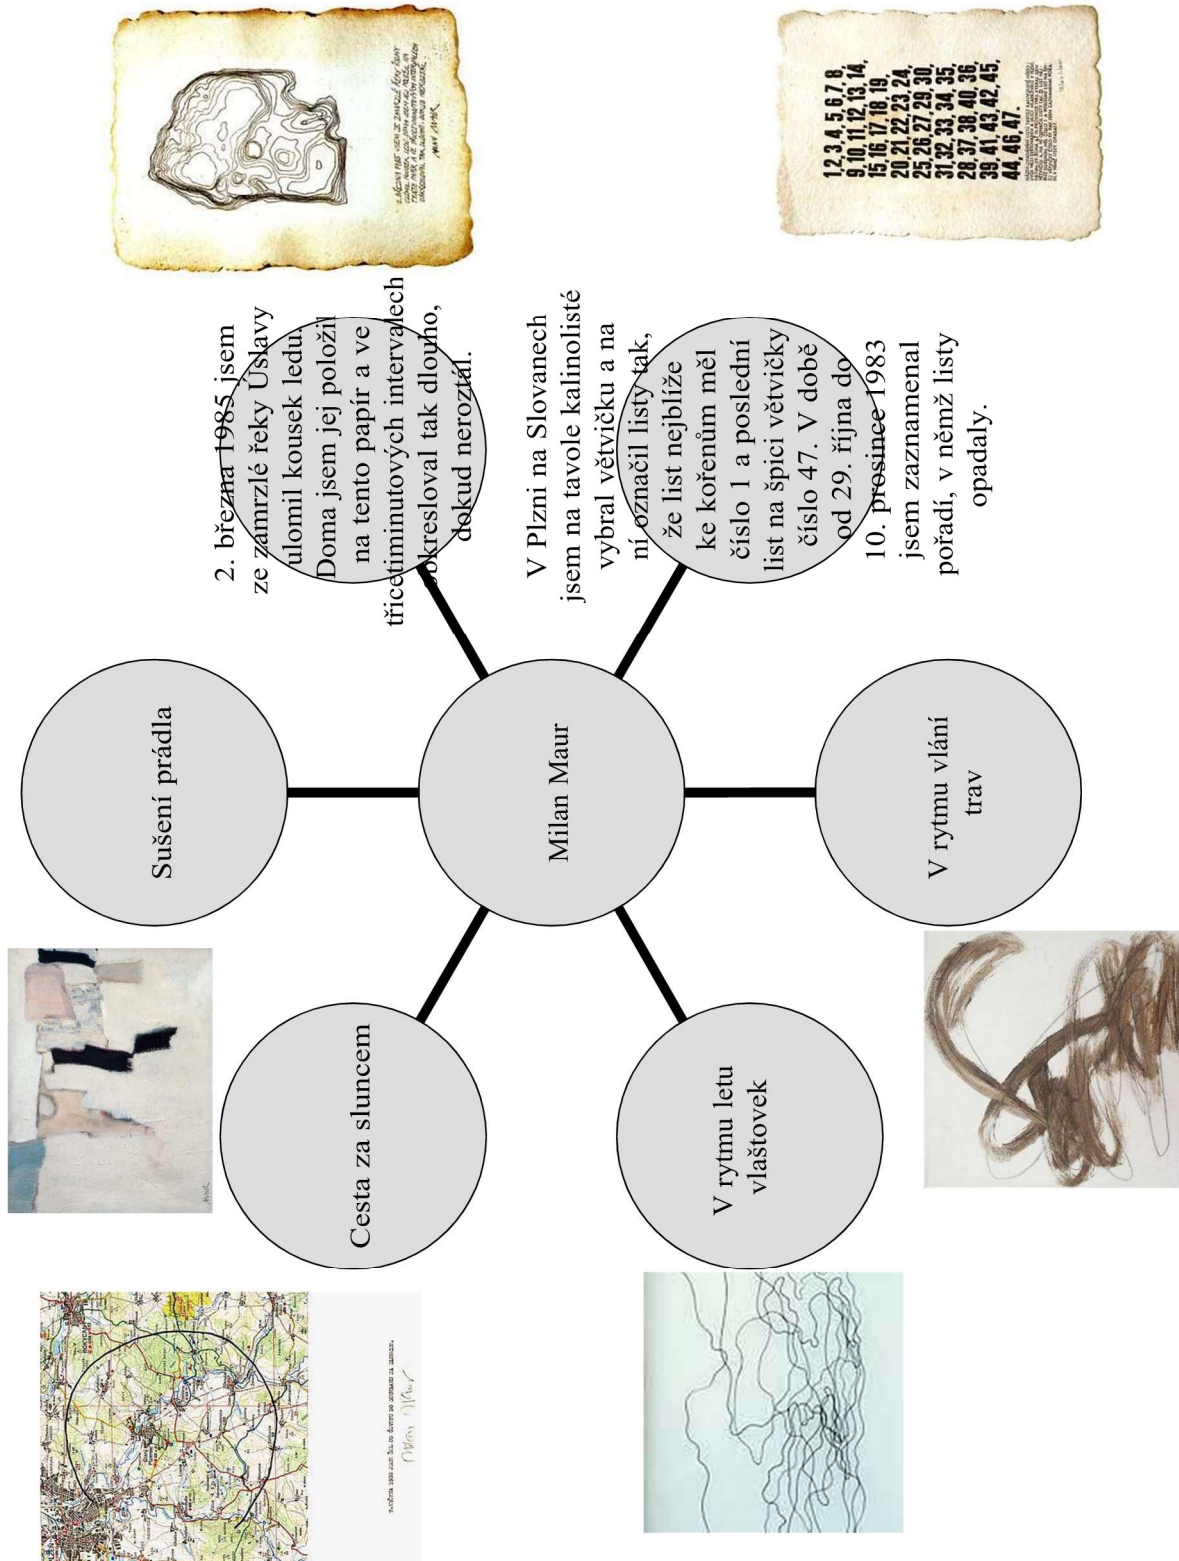 Milan Maur
Sušení prádla
2. března 1985 jsem
ze zamrzlé řeky Úslavy
ulomil kousek ledu.
Doma jsem jej položil
na tento papír a ve
třicetiminutových intervalech
obkresloval tak dlouho,
dokud neroztál.
V Plzni na Slovanech
jsem na tavole kalinolisté
vybral větvičku a na
ní označil listy tak,
že list nejblíže
ke kořenům měl
číslo 1 a poslední
list na špici větvičky
číslo 47. V době
od 29. října do
10. prosince 1983
jsem zaznamenal
pořadí, v němž listy
opadaly.
V rytmu vlání
trav
V rytmu letu
vlaštovek
Cesta za sluncem
1,2,3,4,5,6,7,8,
9,10,11,12,13,14,
15,16,17,18,19,
20,21,22,23,24,
25,26,27,29,30,
31,32,33,34,35,
28,37,38,40,36,
39,41,43,42,45,
44,46,47.